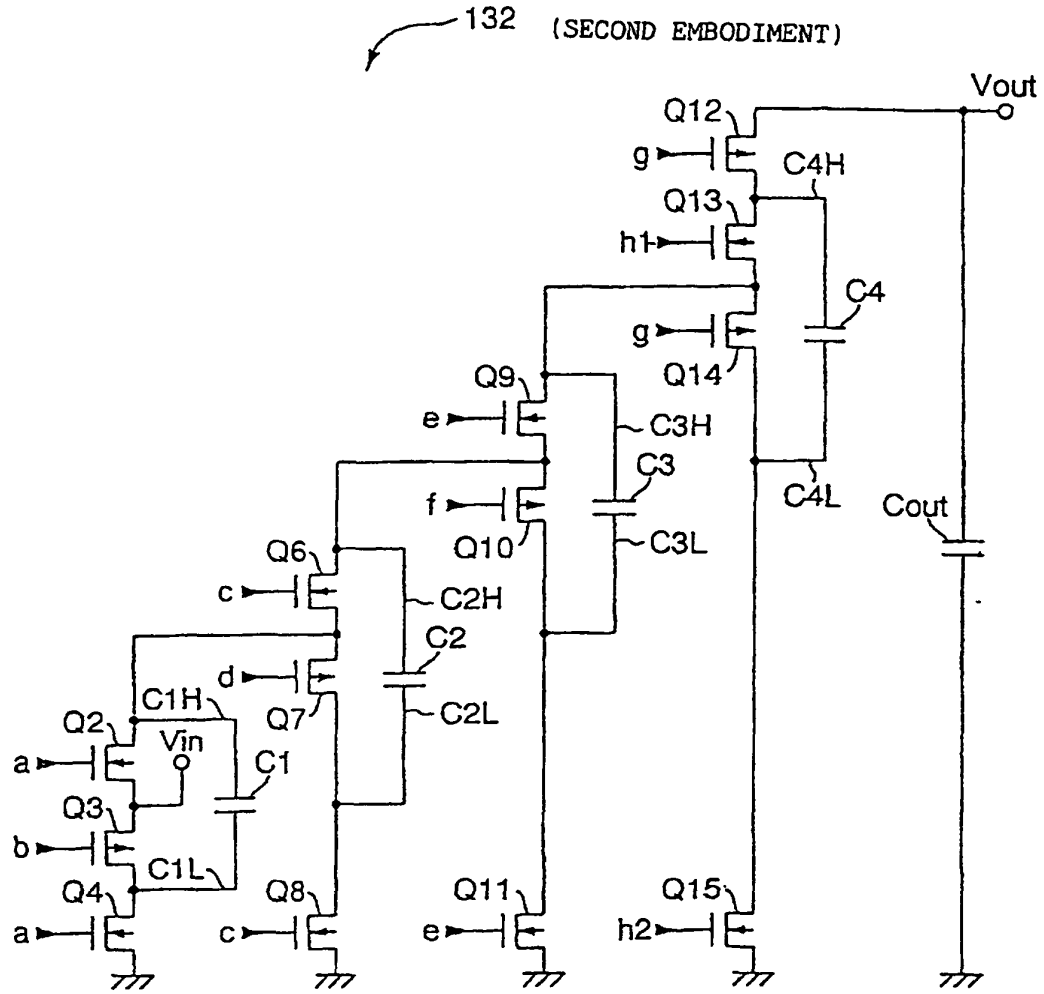 132 (SECOND EMBODIMENT)
Vout
Q12
g
C4H
Q13
h1
C4
g
Q14
Q9
e
C3H
C3
C4L
f
Q10
C3L
Cout
Q6
c
C2H
C2
d
Q7
C2L
C1H
Q2
Vin
a
C1
Q3
b
C1L
Q4
Q8
Q11
Q15
a
c
e
h2